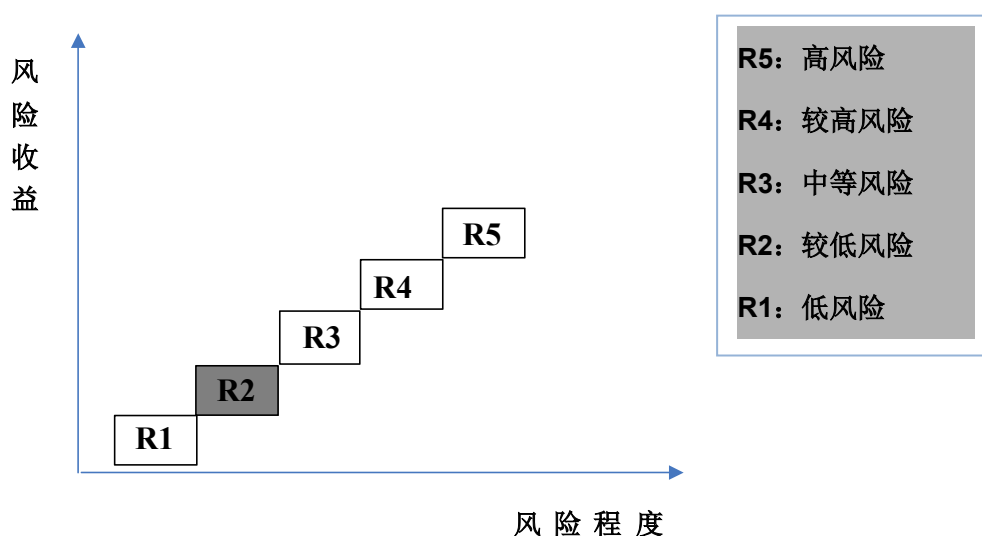 风
险
收
益
R5：高风险
R4：较高风险
R3：中等风险
R2：较低风险
R1：低风险
R5
R4
R3
R2
R1
风 险 程 度